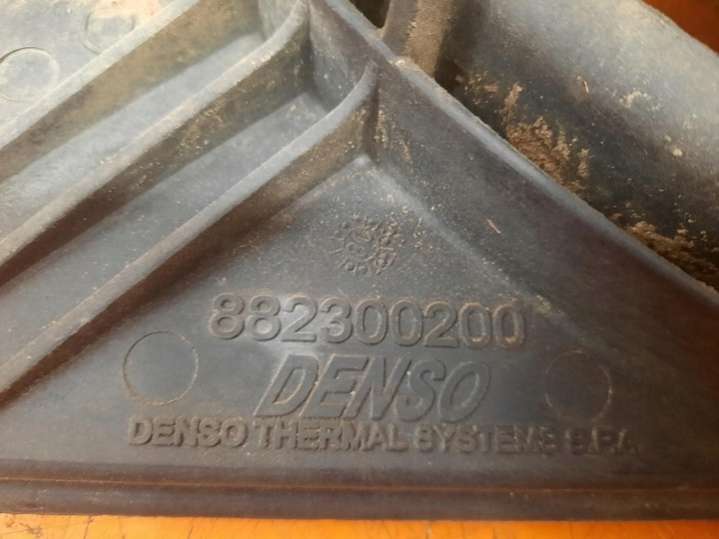 882300200
DENSO
DENSO THERMAL SYSTEMS S.P.A.